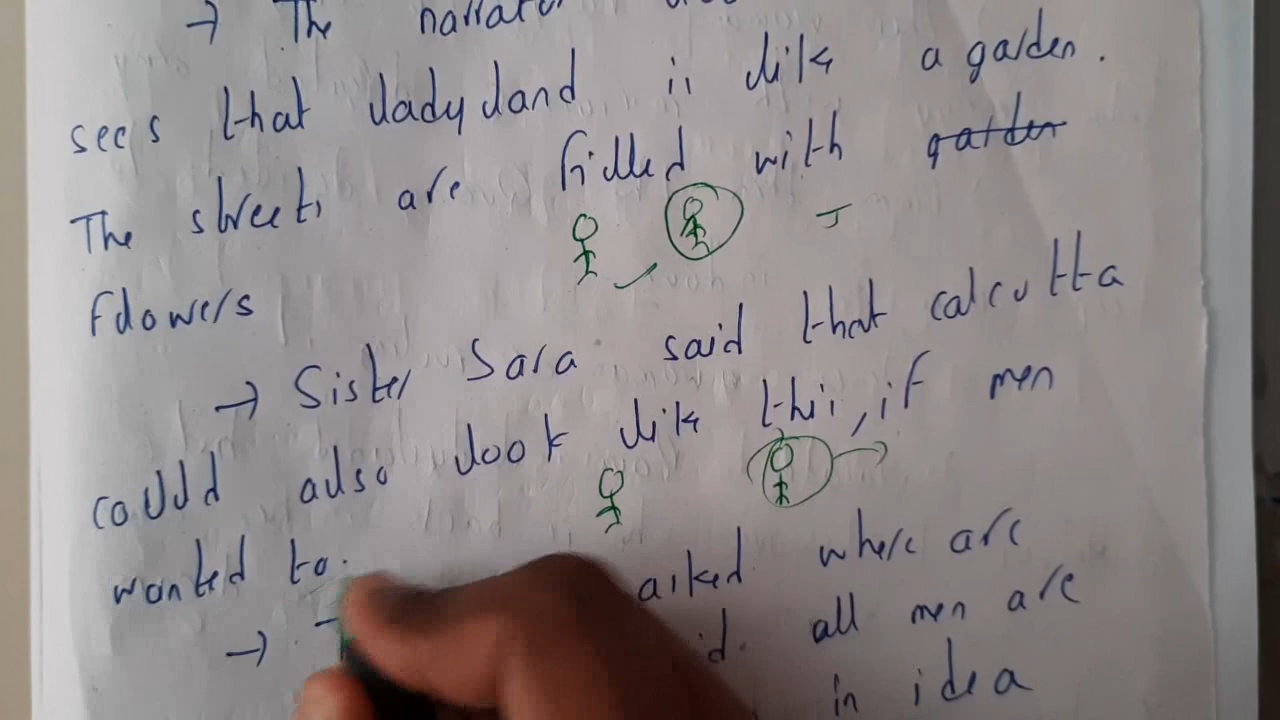 → The
sees that ladyland is like a garden.
The streets are filled with garden
flowers
→ Sister Sara said that calcutta
could also look like this, if men
wanted to.
→ asked where are
all men are
in idea